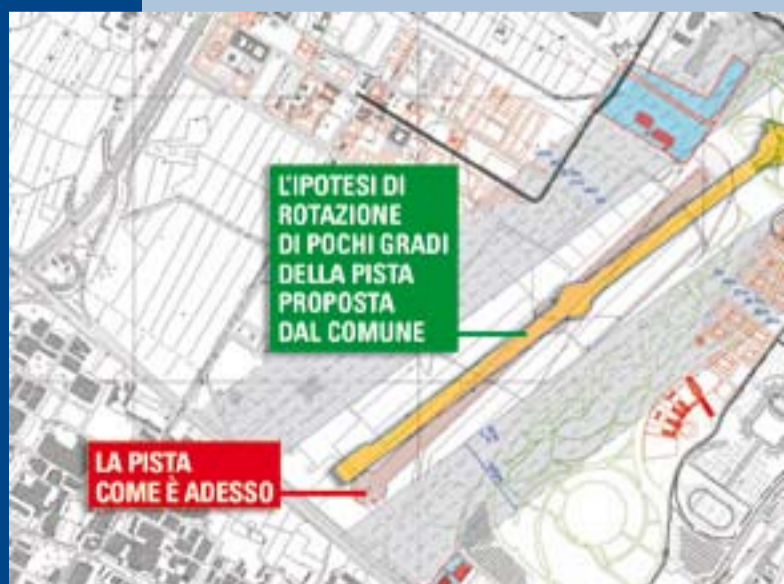 L'IPOTESI DI
ROTAZIONE
DI POCHI GRADI
DELLA PISTA
PROPOSTA
DAL COMUNE
LA PISTA
COME È ADESSO